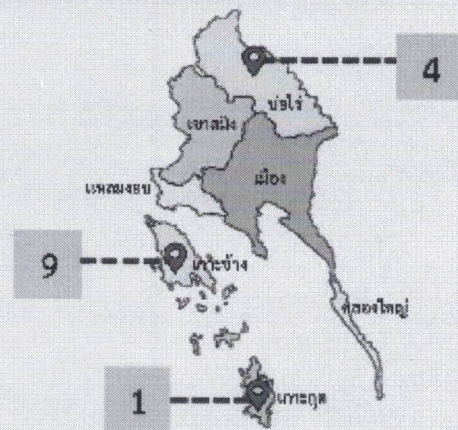 4
บ่อไร่
เขาสมิง
แหลมงอบ
เมือง
9
เกาะช้าง
คลองใหญ่
1
เกาะกูด